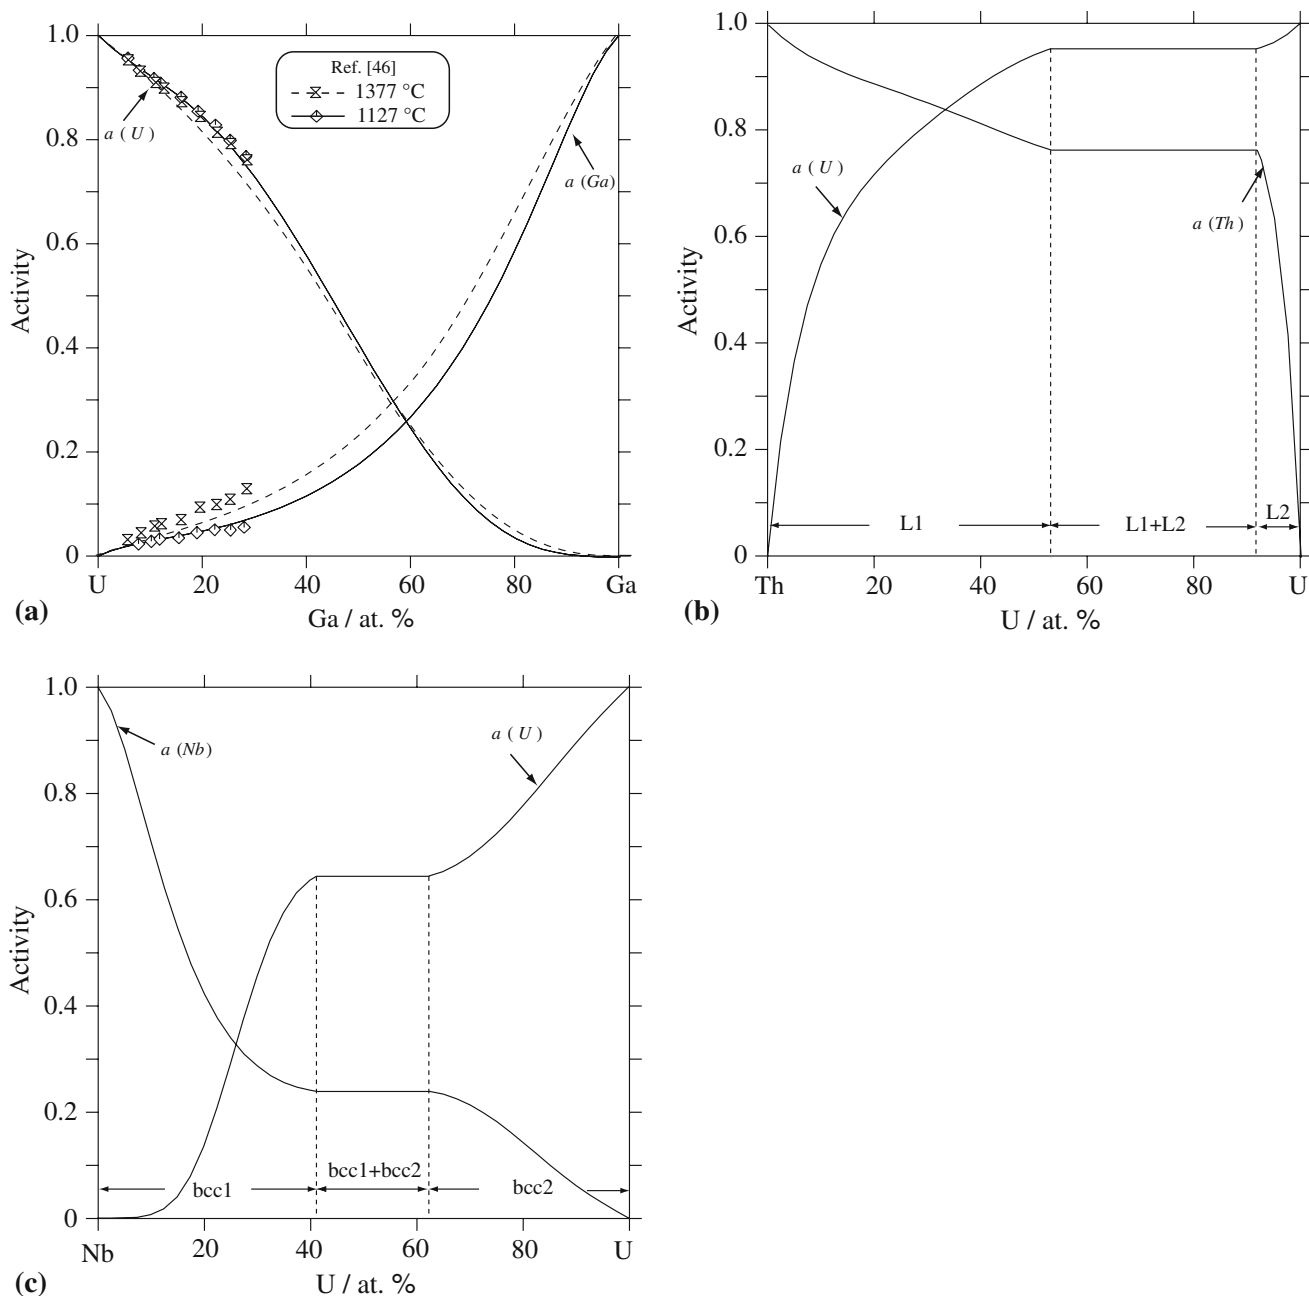 1.0
0.8
0.6
0.4
0.2
0
Activity
Ref. [46]
1377 °C
1127 °C
a (U)
a (Ga)
U
20
40
60
80
Ga
Ga / at. %
(a)
1.0
0.8
0.6
0.4
0.2
0
Activity
a (U)
a (Th)
L1
L1+L2
L2
Th
20
40
60
80
U
U / at. %
(b)
1.0
0.8
0.6
0.4
0.2
0
Activity
a (Nb)
a (U)
bcc1
bcc1+bcc2
bcc2
Nb
20
40
60
80
U
U / at. %
(c)